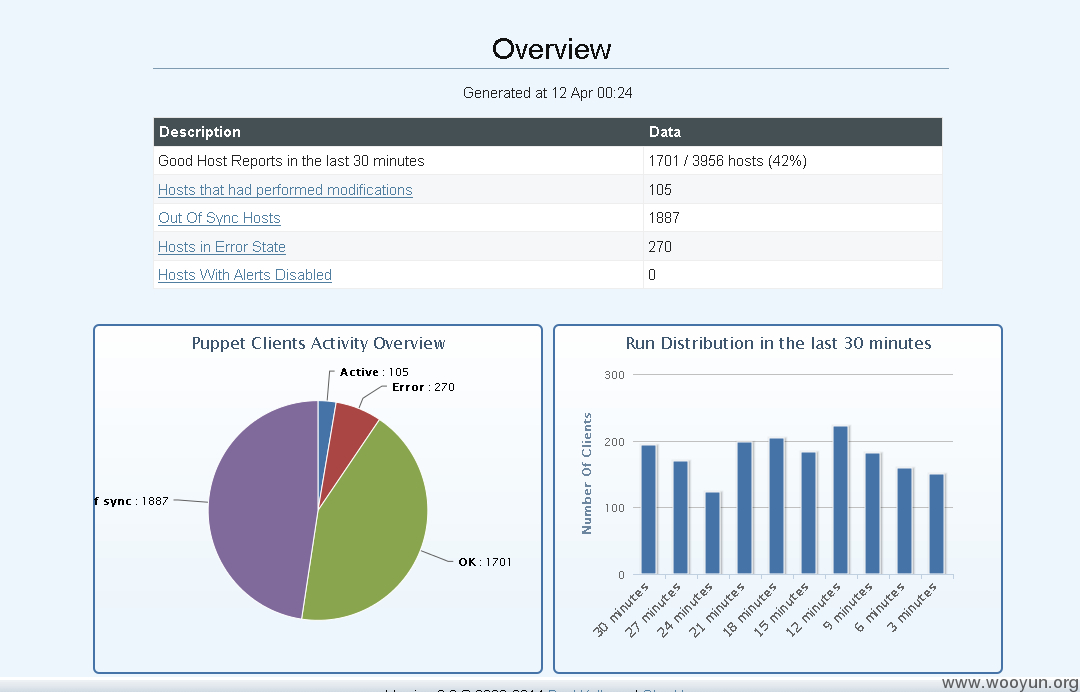 Overview
Generated at 12 Apr 00:24
Description Data
Good Host Reports in the last 30 minutes 1701 / 3956 hosts (42%)
Hosts that had performed modifications 105
Out Of Sync Hosts 1887
Hosts in Error State 270
Hosts With Alerts Disabled 0
Puppet Clients Activity Overview
Active : 105
Error : 270
f sync : 1887
OK : 1701
Run Distribution in the last 30 minutes
Number Of Clients
300
200
100
0
30 minutes
27 minutes
24 minutes
21 minutes
18 minutes
15 minutes
12 minutes
9 minutes
6 minutes
3 minutes
www.wooyun.org